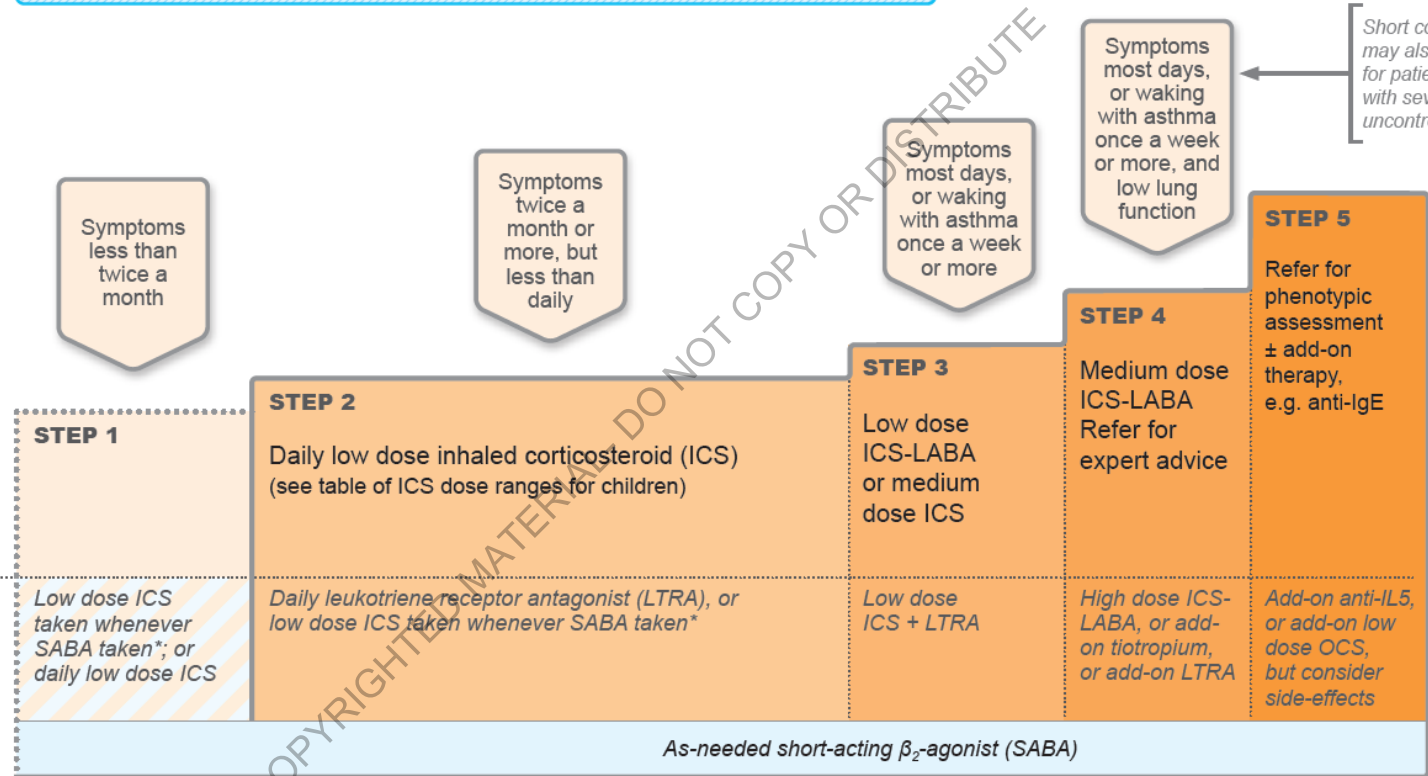 Symptoms
less than
twice a
month
Symptoms
twice a
month or
more, but
less than
daily
Symptoms
most days,
or waking
with asthma
once a week
or more
Symptoms
most days,
or waking
with asthma
once a week
or more, and
low lung
function
Short
for
with
STEP 1
STEP 2
Daily low dose inhaled corticosteroid (ICS)
(see table of ICS dose ranges for children)
STEP 3
Low dose
ICS-LABA
or medium
dose ICS
STEP 4
Medium dose
ICS-LABA
Refer for
expert advice
STEP 5
Refer for
phenotypic
assessment
± add-on
therapy,
e.g. anti-IgE
Low dose ICS
taken whenever
SABA taken*; or
daily low dose ICS
Daily leukotriene receptor antagonist (LTRA), or
low dose ICS taken whenever SABA taken*
Low dose
ICS + LTRA
High dose ICS-
LABA, or add-
on tiotropium,
or add-on LTRA
Add-on anti-IL5,
or add-on low
dose OCS,
but consider
side-effects
As-needed short-acting β₂-agonist (SABA)
COPYRIGHTED MATERIAL- DO NOT COPY OR DISTRIBUTE